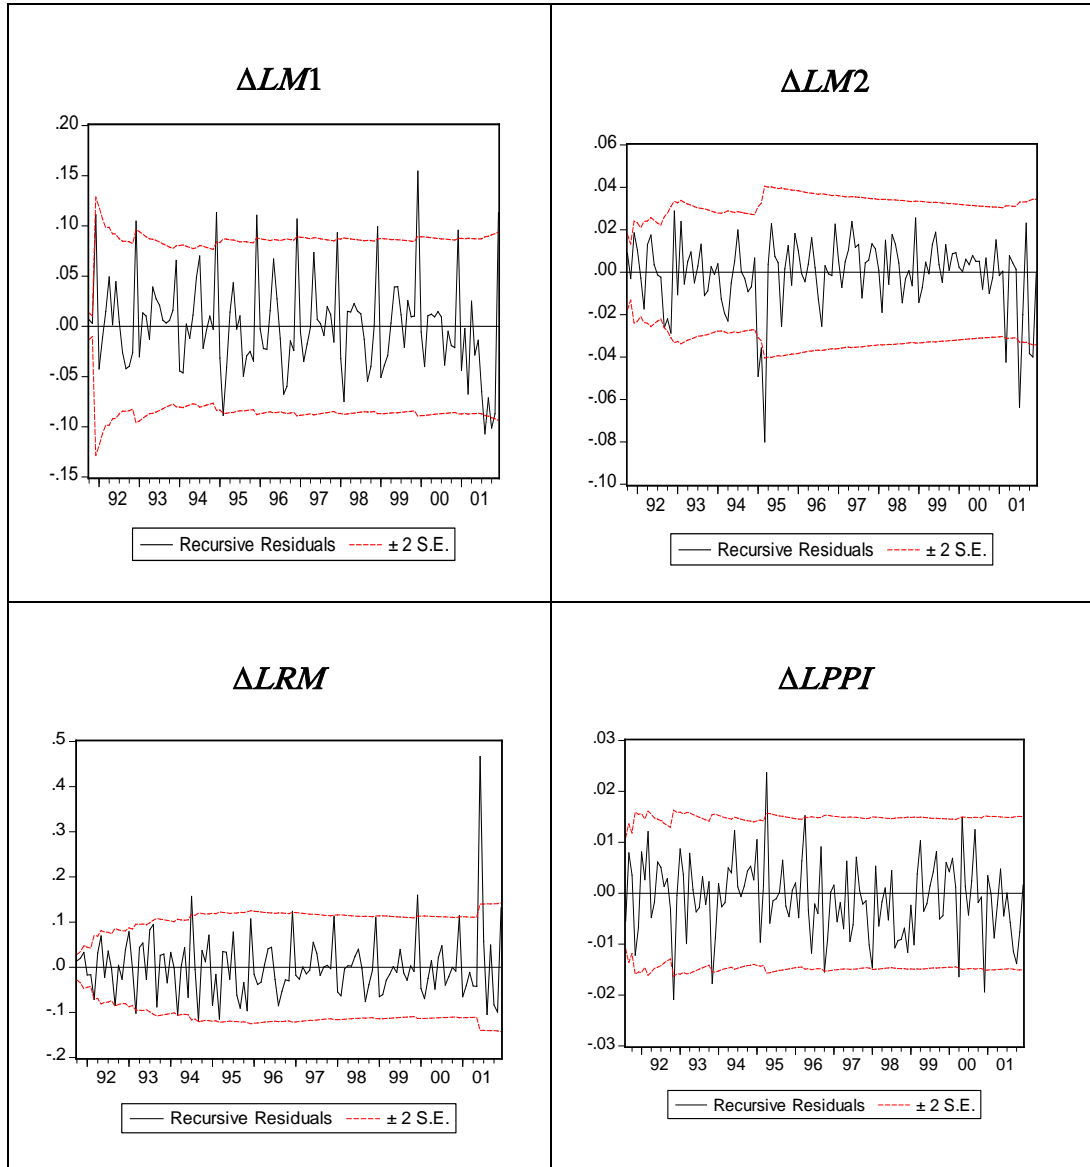 ΔLM1
.20
.15
.10
.05
.00
-.05
-.10
-.15
92 93 94 95 96 97 98 99 00 01
Recursive Residuals ± 2 S.E.
ΔLM2
.06
.04
.02
.00
-.02
-.04
-.06
-.08
-.10
92 93 94 95 96 97 98 99 00 01
Recursive Residuals ± 2 S.E.
ΔLRM
.5
.4
.3
.2
.1
.0
-.1
-.2
92 93 94 95 96 97 98 99 00 01
Recursive Residuals ± 2 S.E.
ΔLPPI
.03
.02
.01
.00
-.01
-.02
-.03
92 93 94 95 96 97 98 99 00 01
Recursive Residuals ± 2 S.E.